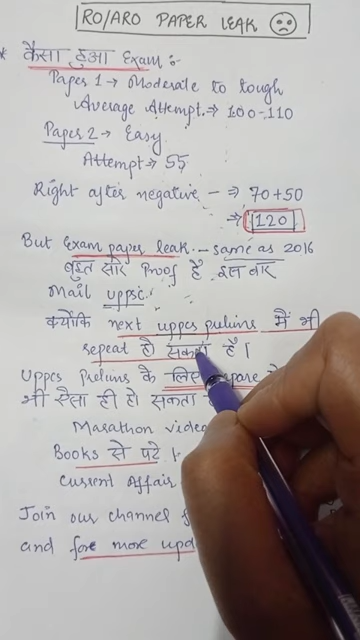 RO/ARO PAPER LEAK
* कैसा हुआ Exam :-
Paper 1 → Moderate to tough
Average Attempt → 100-110
Paper 2 → Easy
Attempt → 55
Right after negative - ⇒ 70+50
⇒ 120
But Exam paper leak - same as 2016
बहुत सारे Proof हैं इस बार
Mail uppsc.
क्योंकि next uppcs prelims में भी
repeat हो सकता है।
Uppcs Prelims के लिए
भी ऐसा ही हो सकता
Marathon video
Books से पढे।
Current Affair
Join our channel
and for more upd